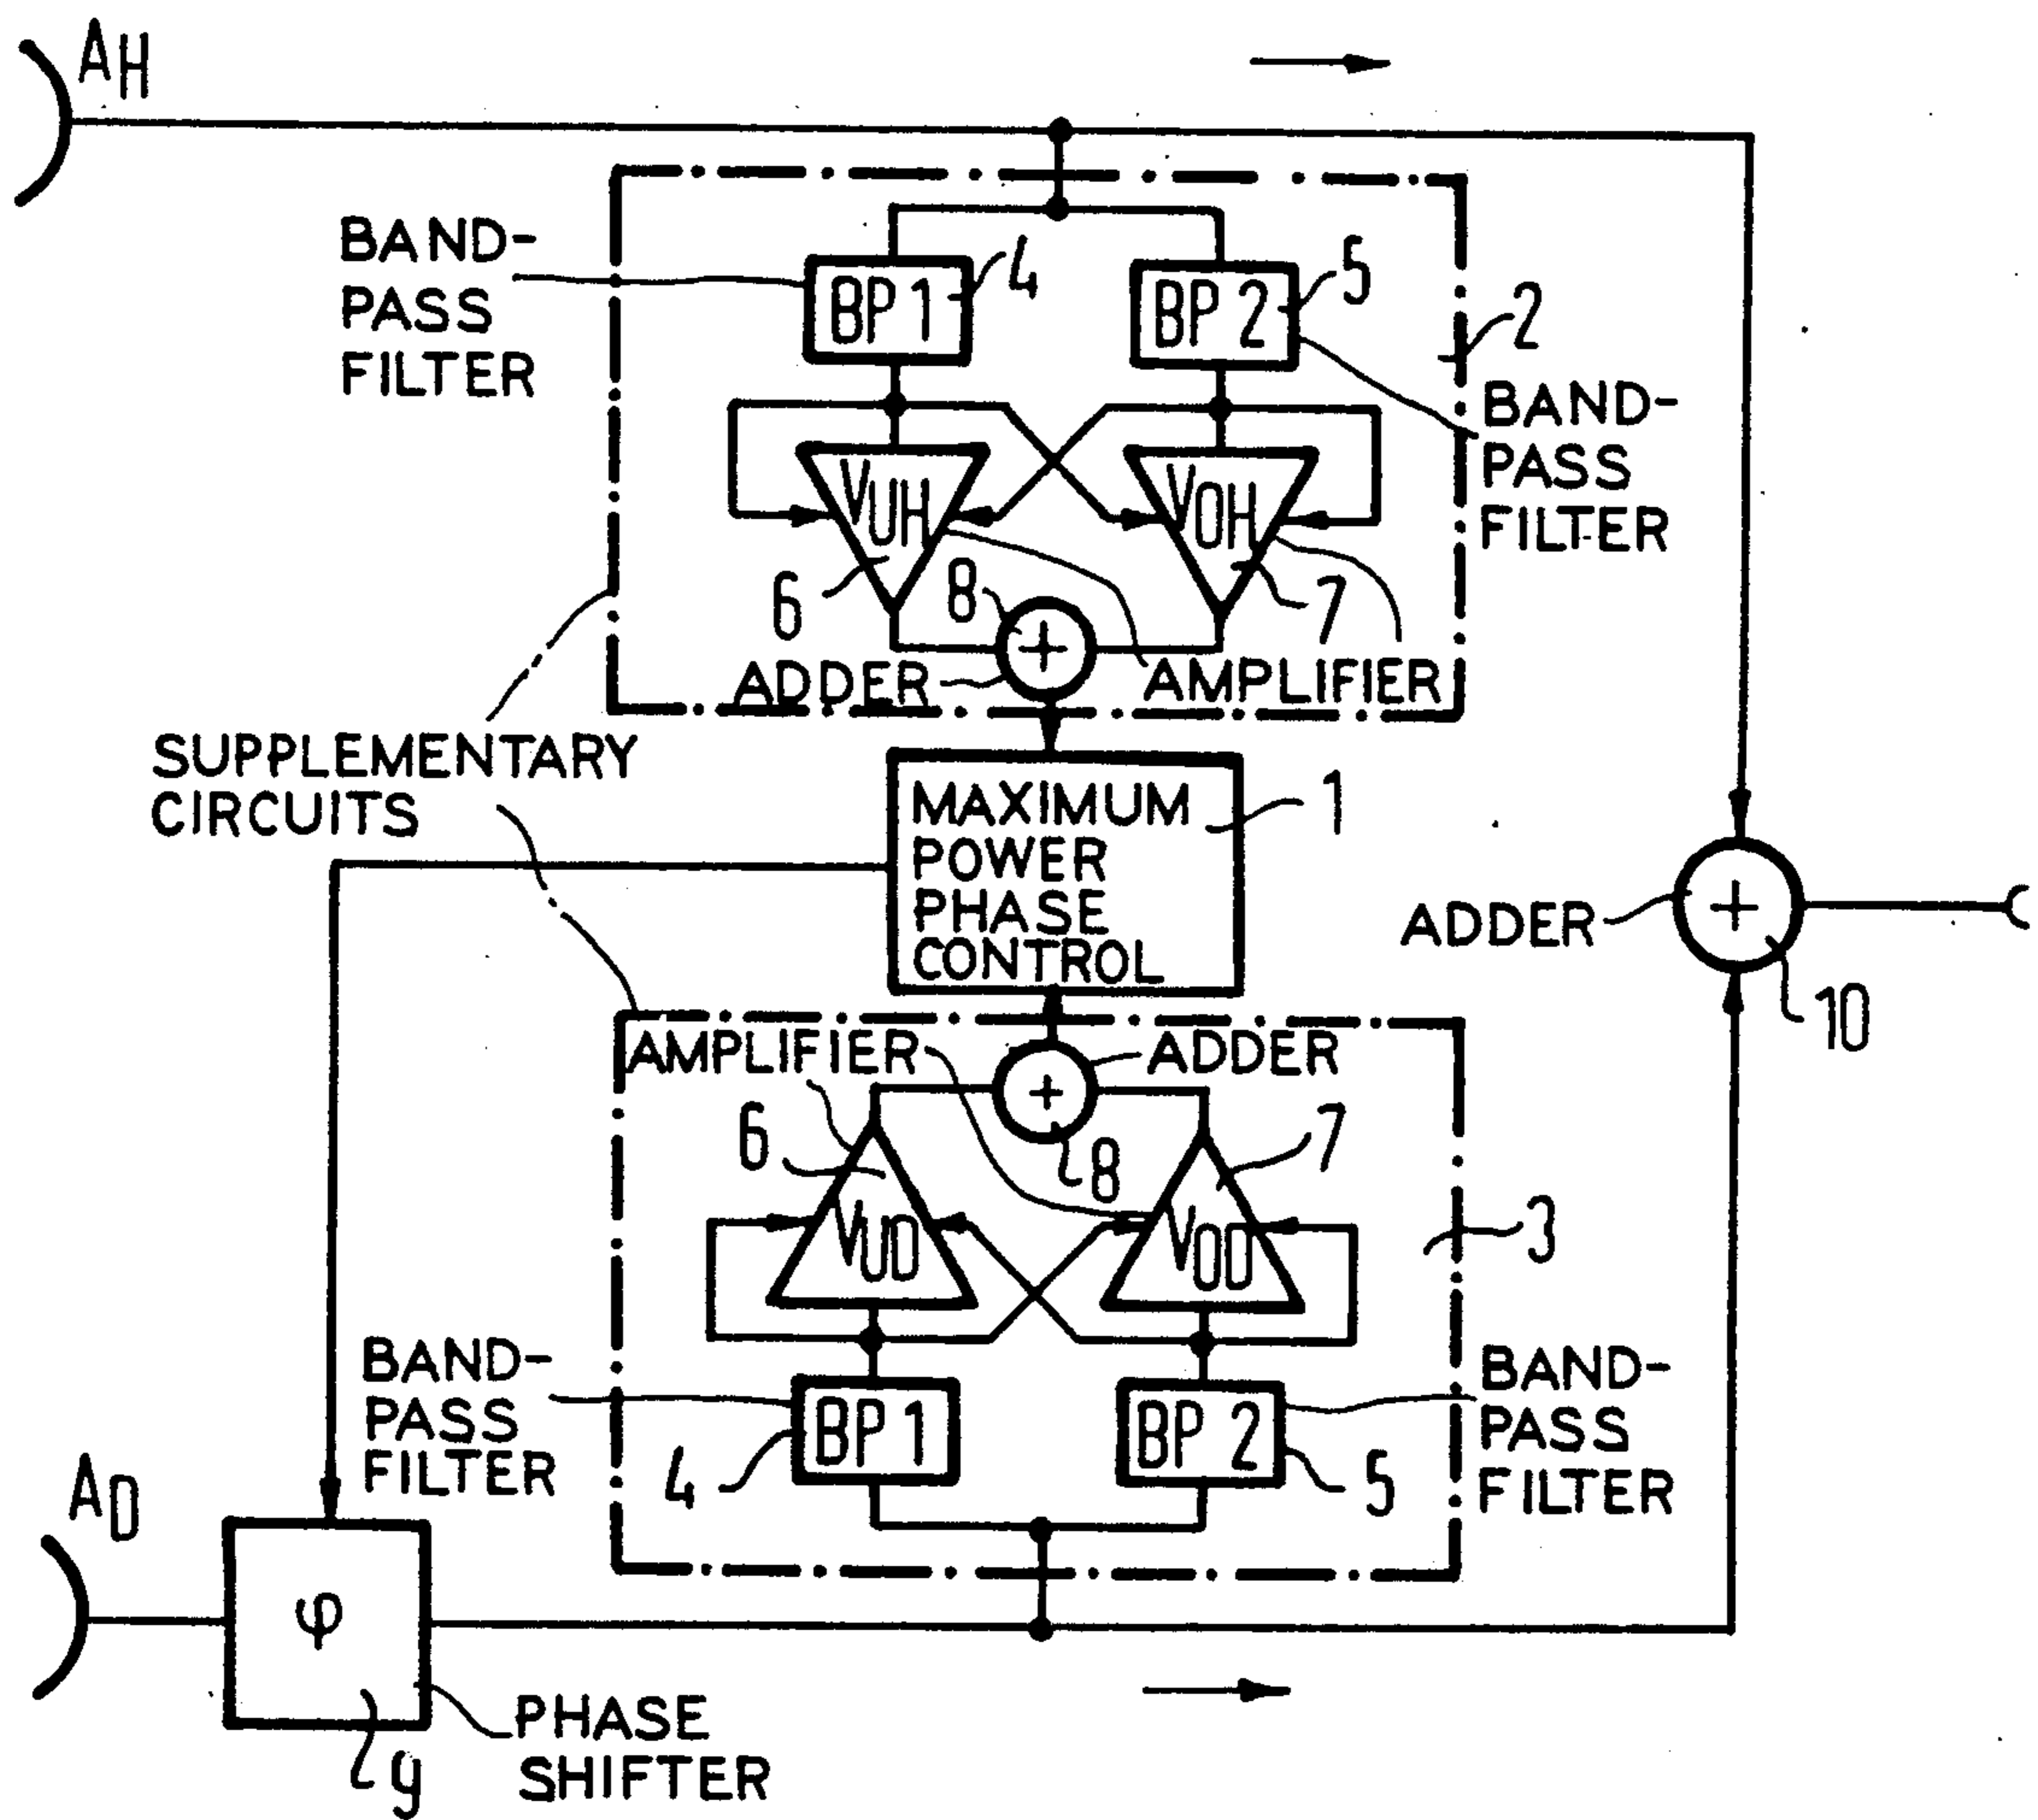 AH
BAND-
PASS
FILTER
BP 1
4
BP 2
5
2
BAND-
PASS
FILTER
VUH
VOH
6
8
7
ADDER
AMPLIFIER
SUPPLEMENTARY
CIRCUITS
MAXIMUM
POWER
PHASE
CONTROL
1
ADDER
+
10
AMPLIFIER
ADDER
+
+
6
8
7
VUD
VOD
3
BAND-
PASS
FILTER
BP 1
4
BP 2
5
BAND-
PASS
FILTER
AD
φ
PHASE
SHIFTER
9